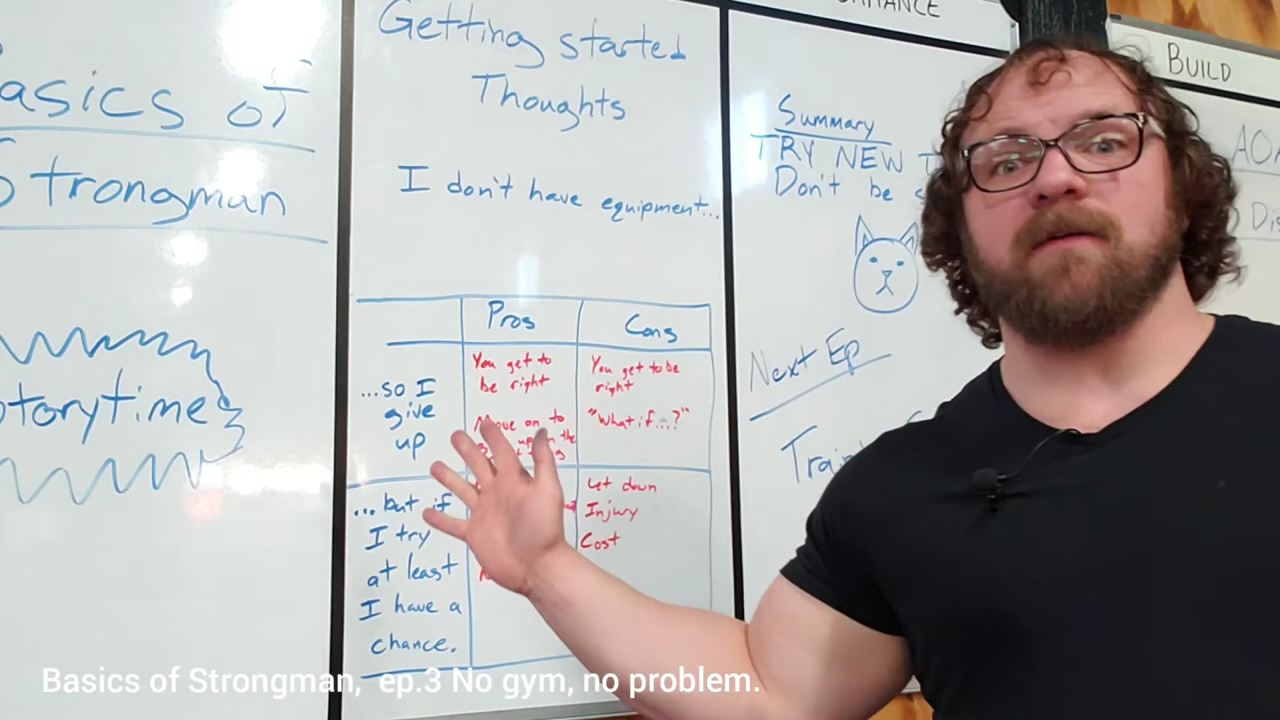 Basics of
Strongman
Storytime
Getting started
Thoughts
I don't have equipment...
Pros
Cons
...so I
give
up
You get to
be right
Move on to
the
You get to be
right
"What if...?"
...but if
I try
at least
I have a
chance.
Let down
Injury
Cost
Summary
TRY NEW
Don't be
Next Ep
BUILD
Basics of Strongman, ep.3 No gym, no problem.